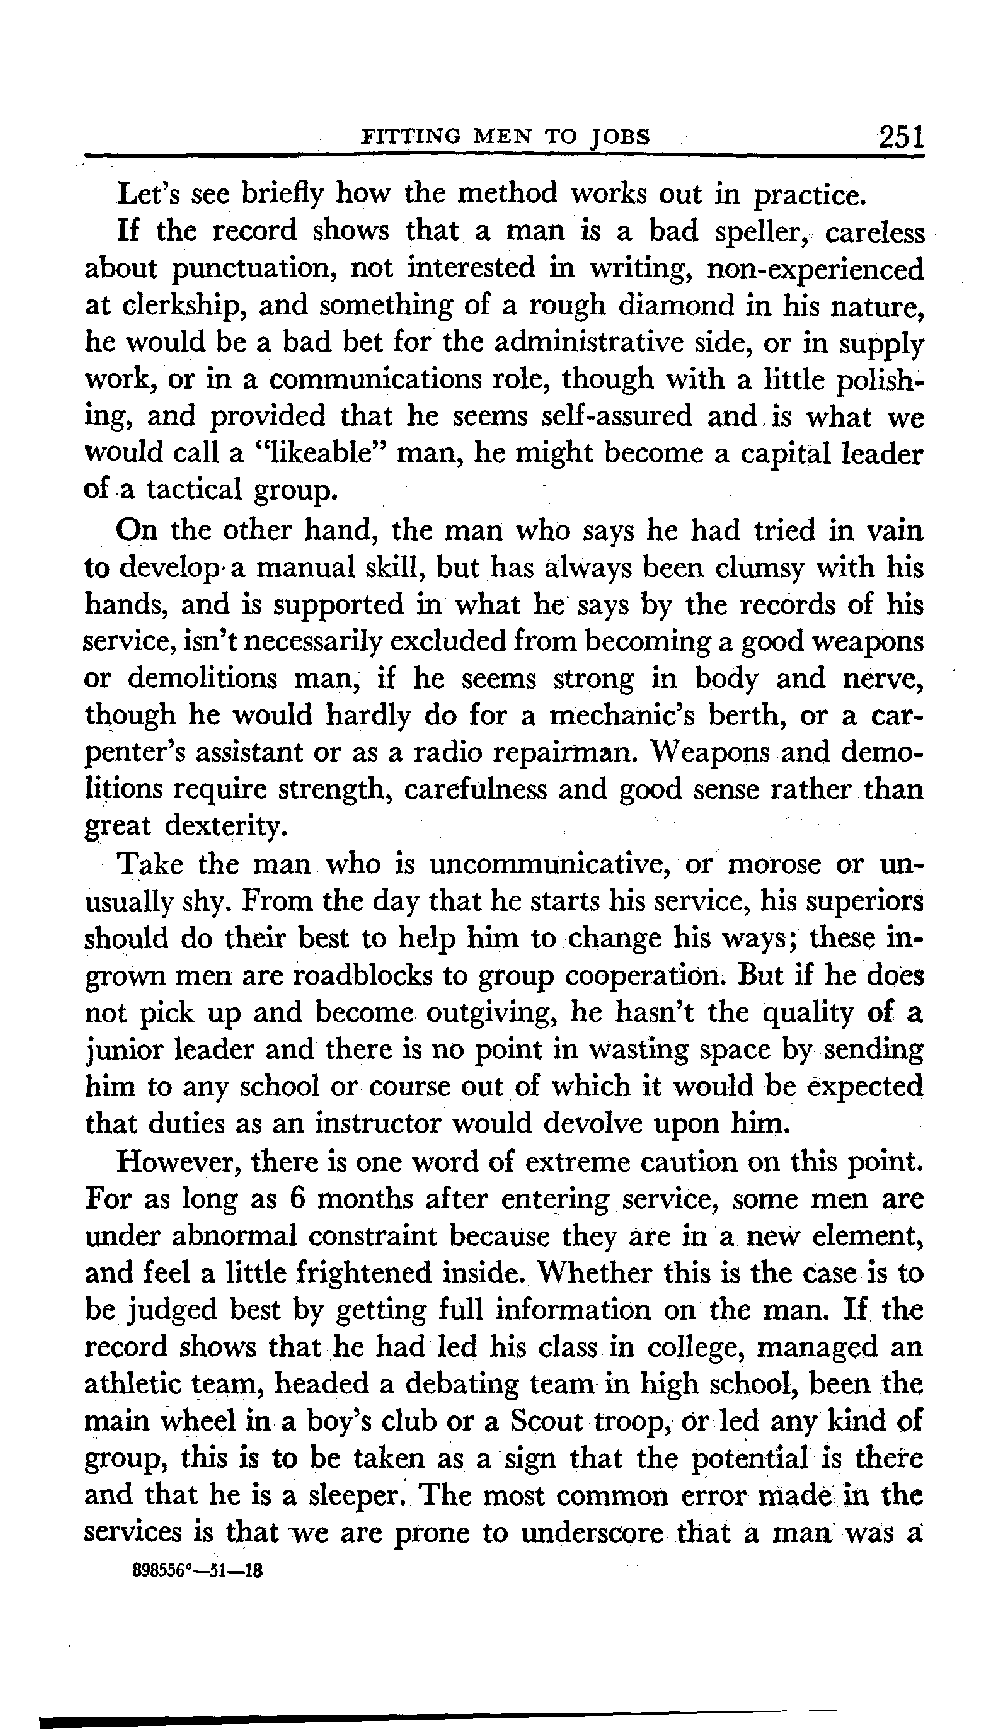 FITTING MEN TO JOBS 251
Let's see briefly how the method works out in practice.
If the record shows that a man is a bad speller, careless
about punctuation, not interested in writing, non-experienced
at clerkship, and something of a rough diamond in his nature,
he would be a bad bet for the administrative side, or in supply
work, or in a communications role, though with a little polish-
ing, and provided that he seems self-assured and is what we
would call a “likeable” man, he might become a capital leader
of a tactical group.
On the other hand, the man who says he had tried in vain
to develop a manual skill, but has always been clumsy with his
hands, and is supported in what he says by the records of his
service, isn't necessarily excluded from becoming a good weapons
or demolitions man, if he seems strong in body and nerve,
though he would hardly do for a mechanic's berth, or a car-
penter's assistant or as a radio repairman. Weapons and demo-
litions require strength, carefulness and good sense rather than
great dexterity.
Take the man who is uncommunicative, or morose or un-
usually shy. From the day that he starts his service, his superiors
should do their best to help him to change his ways; these in-
grown men are roadblocks to group cooperation. But if he does
not pick up and become outgiving, he hasn't the quality of a
junior leader and there is no point in wasting space by sending
him to any school or course out of which it would be expected
that duties as an instructor would devolve upon him.
However, there is one word of extreme caution on this point.
For as long as 6 months after entering service, some men are
under abnormal constraint because they are in a new element,
and feel a little frightened inside. Whether this is the case is to
be judged best by getting full information on the man. If the
record shows that he had led his class in college, managed an
athletic team, headed a debating team in high school, been the
main wheel in a boy's club or a Scout troop, or led any kind of
group, this is to be taken as a sign that the potential is there
and that he is a sleeper. The most common error made in the
services is that we are prone to underscore that a man was a
898556°—51—18